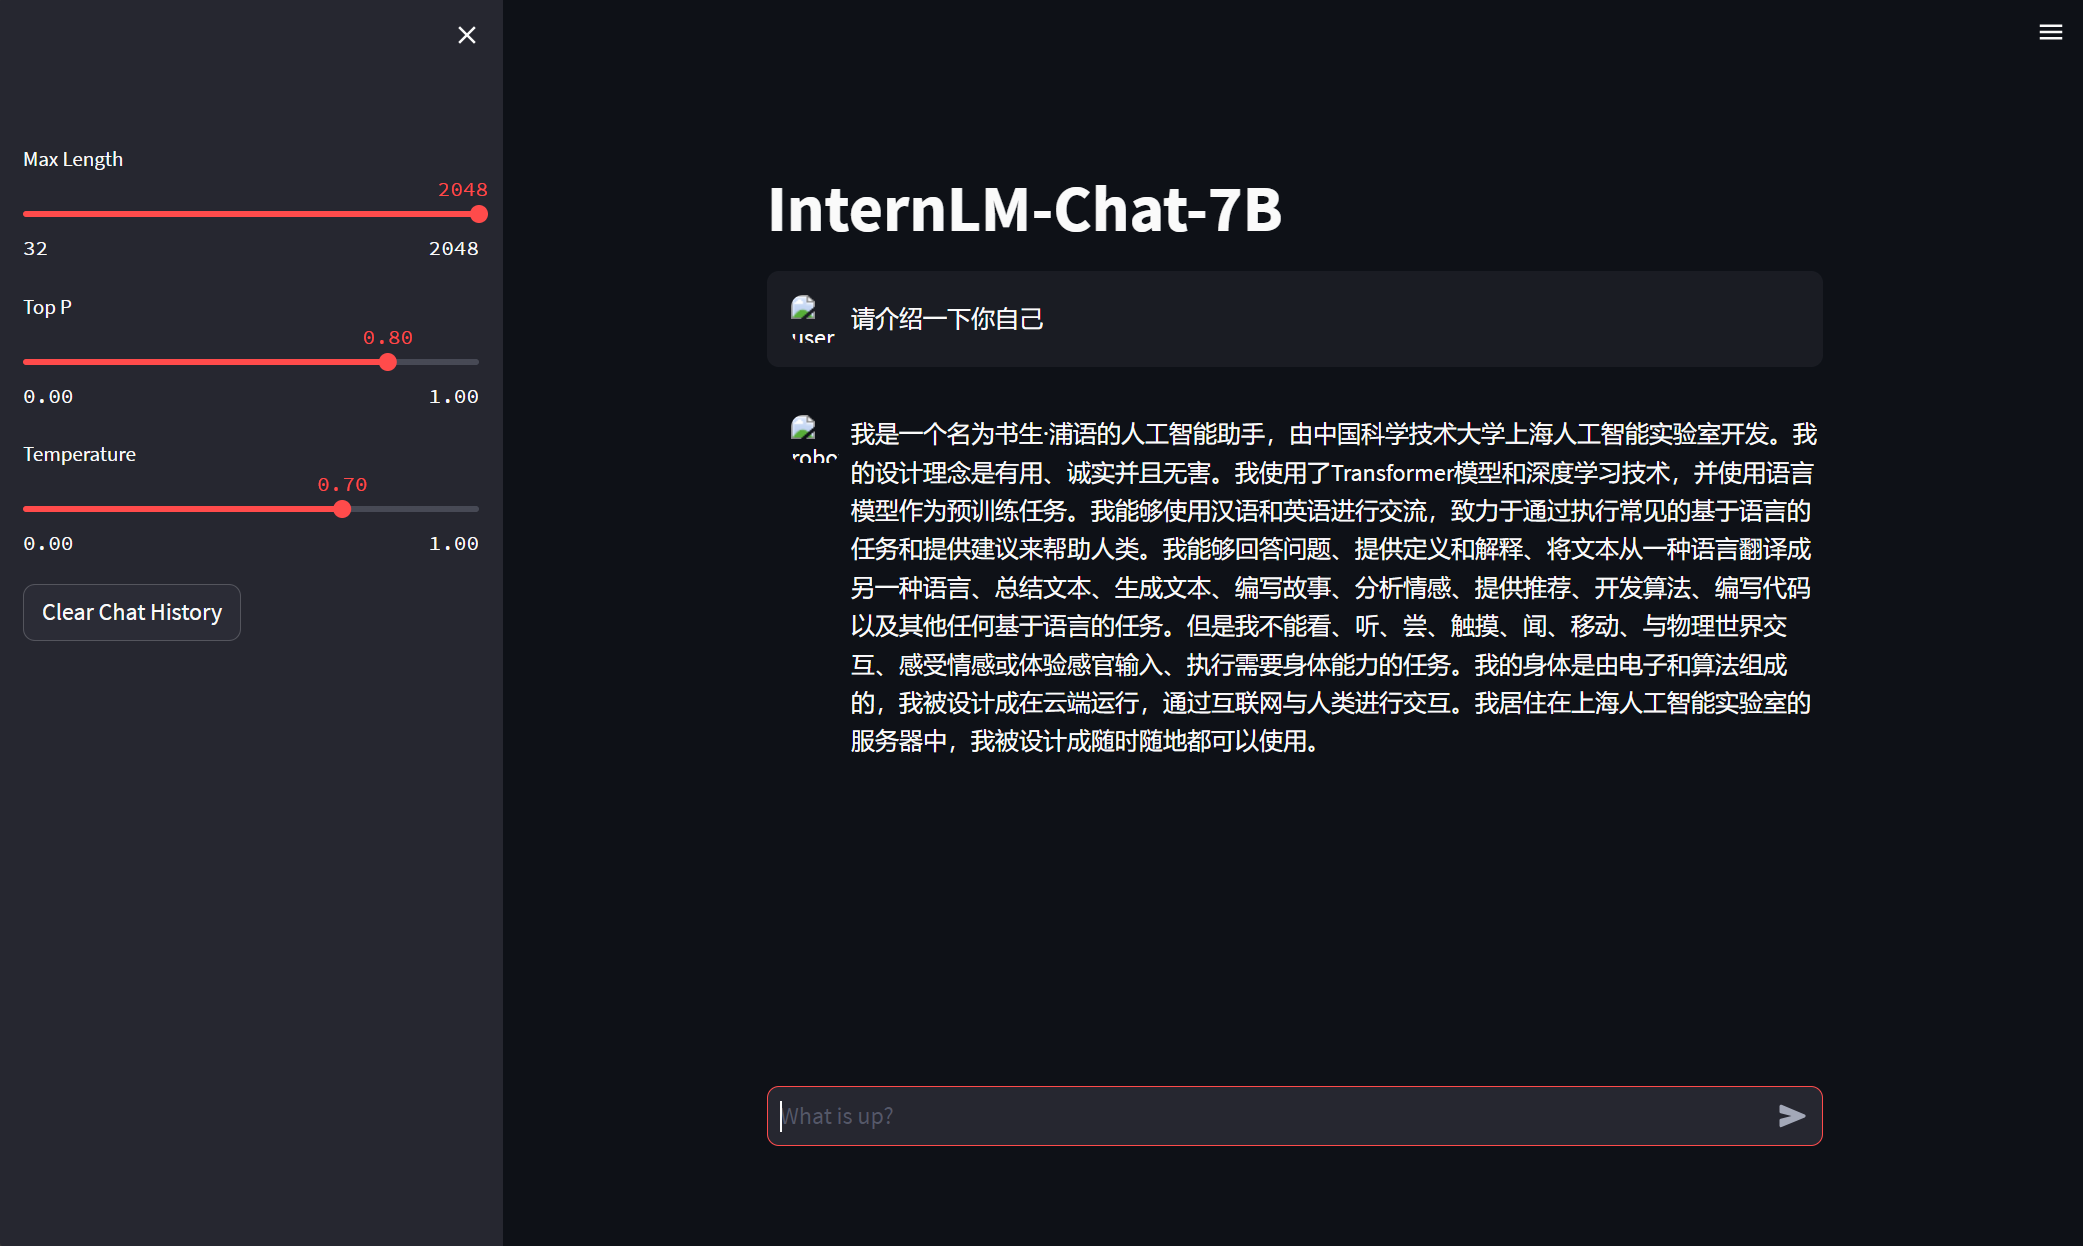 Max Length
2048
32 2048
Top P
0.80
0.00 1.00
Temperature
0.70
0.00 1.00
Clear Chat History
InternLM-Chat-7B
user
请介绍一下你自己
robo
我是一个名为书生·浦语的人工智能助手，由中国科学技术大学上海人工智能实验室开发。我
的设计理念是有用、诚实并且无害。我使用了Transformer模型和深度学习技术，并使用语言
模型作为预训练任务。我能够使用汉语和英语进行交流，致力于通过执行常见的基于语言的
任务和提供建议来帮助人类。我能够回答问题、提供定义和解释、将文本从一种语言翻译成
另一种语言、总结文本、生成文本、编写故事、分析情感、提供推荐、开发算法、编写代码
以及其他任何基于语言的任务。但是我不能看、听、尝、触摸、闻、移动、与物理世界交
互、感受情感或体验感官输入、执行需要身体能力的任务。我的身体是由电子和算法组成
的，我被设计成在云端运行，通过互联网与人类进行交互。我居住在上海人工智能实验室的
服务器中，我被设计成随时随地都可以使用。
What is up?